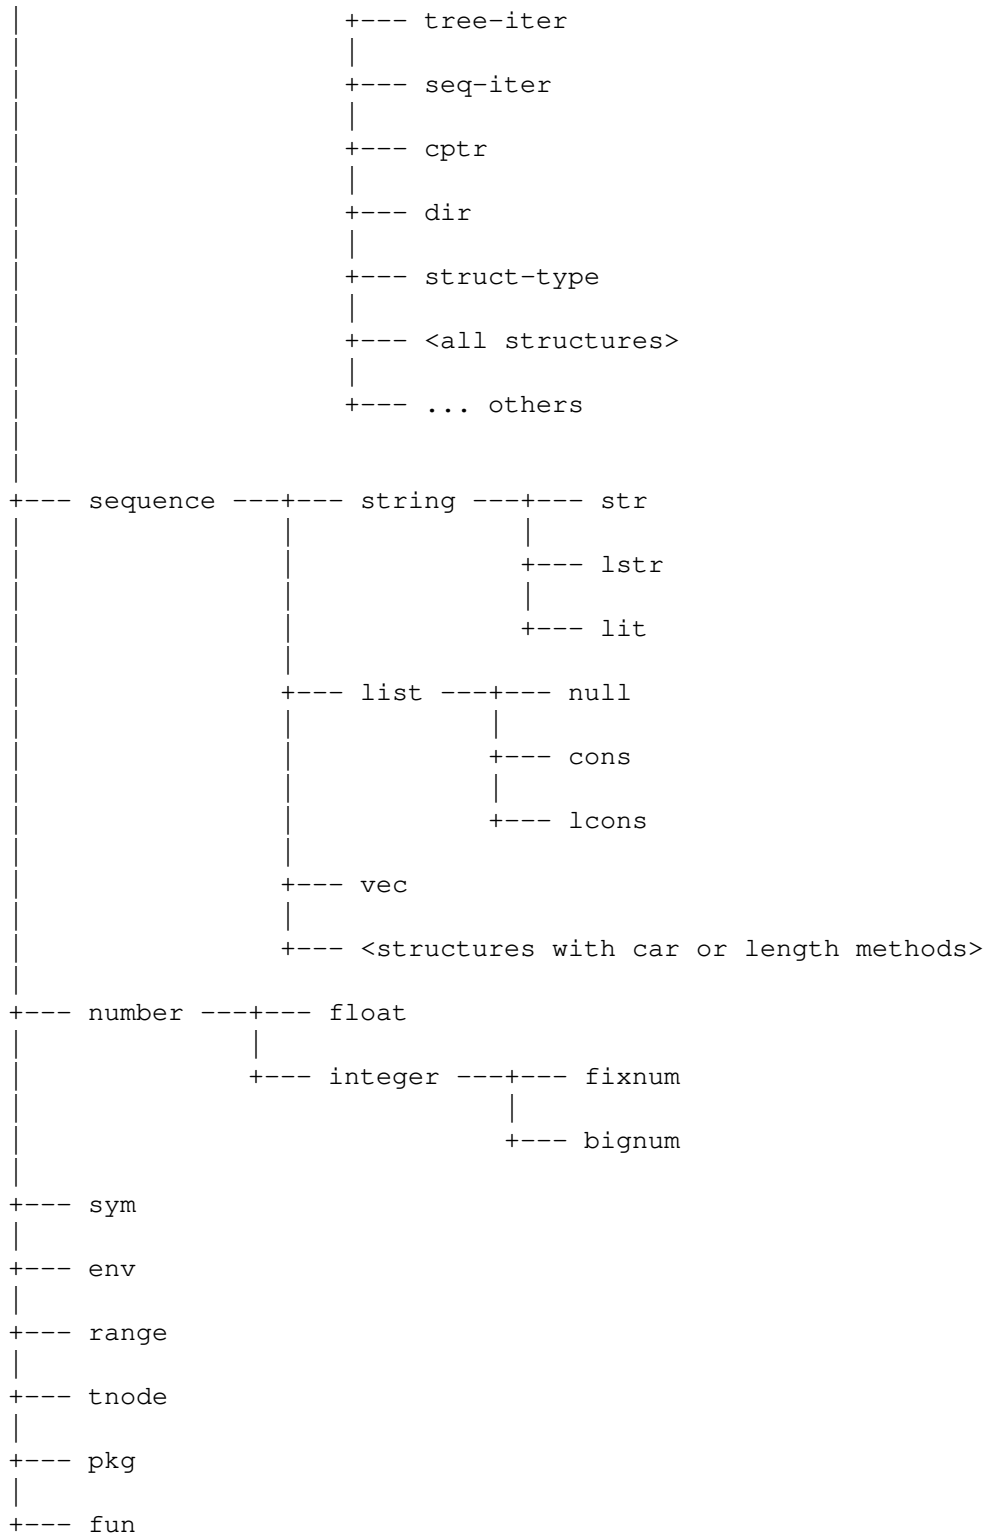 |                    +--- tree-iter
|                    |
|                    +--- seq-iter
|                    |
|                    +--- cptr
|                    |
|                    +--- dir
|                    |
|                    +--- struct-type
|                    |
|                    +--- <all structures>
|                    |
|                    +--- ... others
|
|
+--- sequence ---+--- string ---+--- str
|                |              |
|                |              +--- lstr
|                |              |
|                |              +--- lit
|                |
|                +--- list ---+--- null
|                |            |
|                |            +--- cons
|                |            |
|                |            +--- lcons
|                |
|                +--- vec
|                |
|                +--- <structures with car or length methods>
|
+--- number ---+--- float
|              |
|              +--- integer ---+--- fixnum
|                              |
|                              +--- bignum
|
+--- sym
|
+--- env
|
+--- range
|
+--- tnode
|
+--- pkg
|
+--- fun